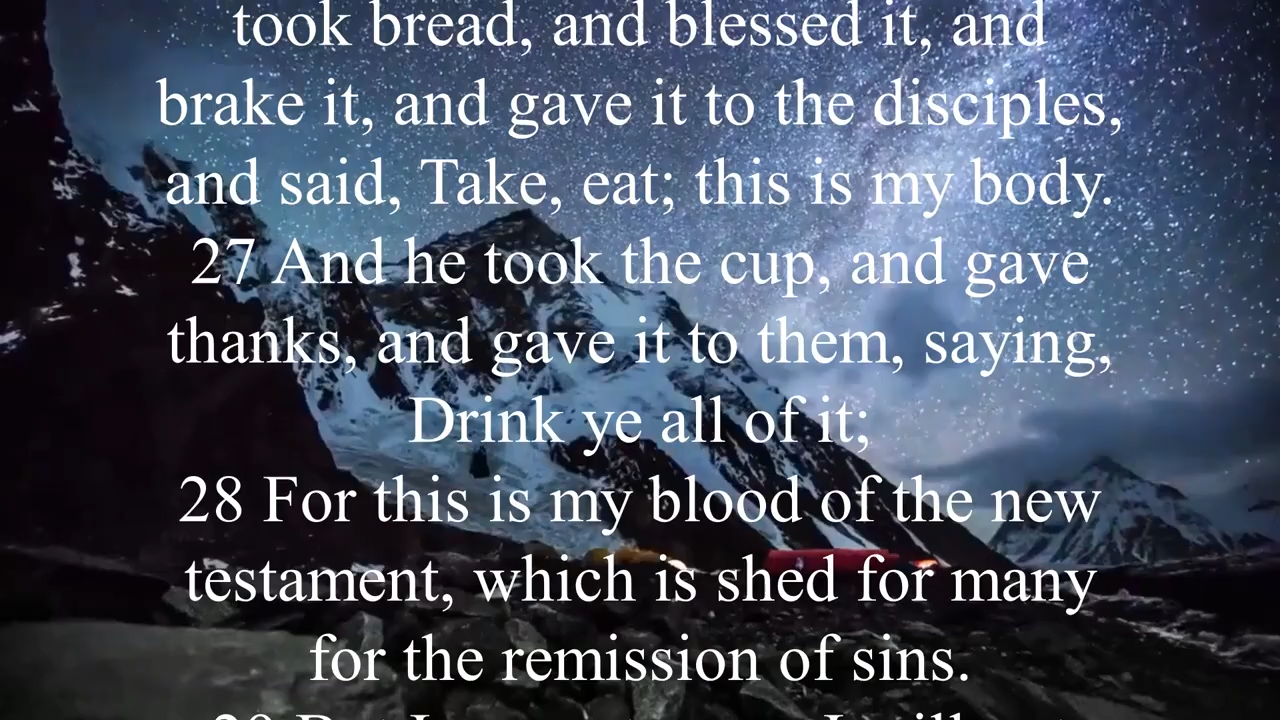 took bread, and blessed it, and
brake it, and gave it to the disciples,
and said, Take, eat; this is my body.
27 And he took the cup, and gave
thanks, and gave it to them, saying,
Drink ye all of it;
28 For this is my blood of the new
testament, which is shed for many
for the remission of sins.